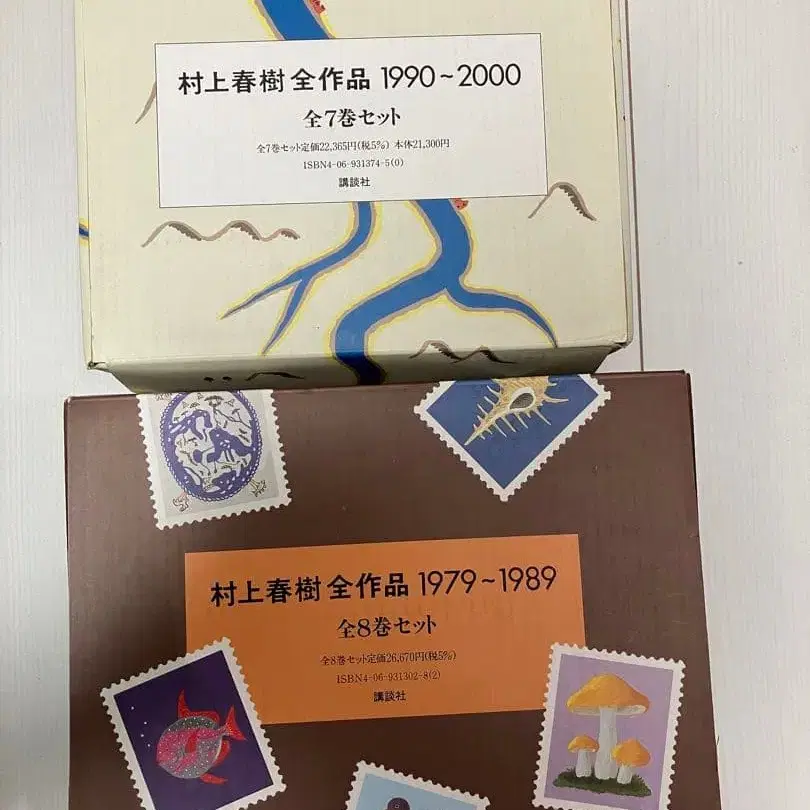 村上春樹 全作品 1990~2000
全7巻セット
全7巻セット定価22,365円(税5%) 本体21,300円
ISBN4-06-931374-5(0)
講談社
村上春樹 全作品 1979~1989
全8巻セット
全8巻セット定価26,670円(税5%)
ISBN4-06-931302-8(2)
講談社